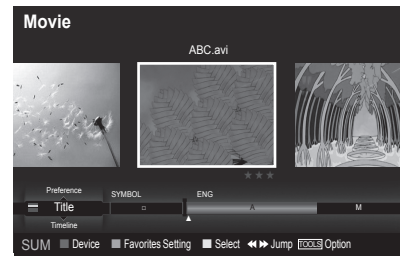 Movie
ABC.avi
Preference
SYMBOL ENG
Title
A M
Timeline
SUM Device Favorites Setting Select Jump TOOLS Option